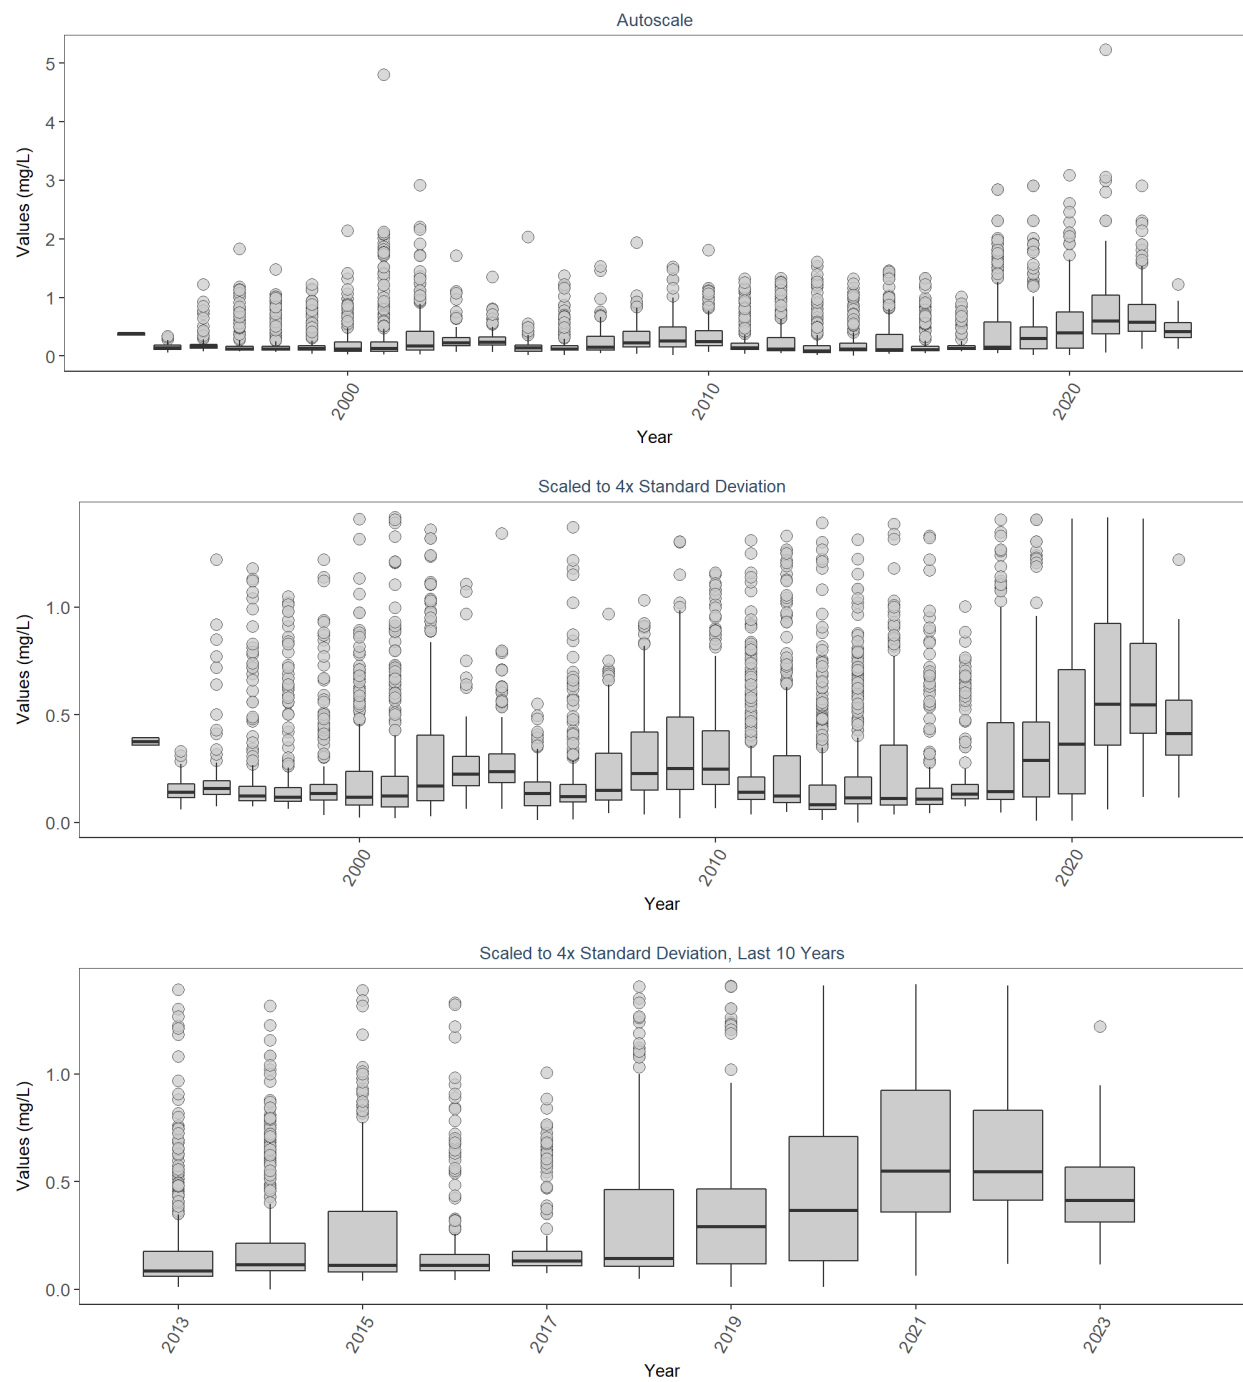 Autoscale
Values (mg/L)
5
4
3
2
1
0
2000
2010
2020
Year
Scaled to 4x Standard Deviation
Values (mg/L)
1.0
0.5
0.0
2000
2010
2020
Year
Scaled to 4x Standard Deviation, Last 10 Years
Values (mg/L)
1.0
0.5
0.0
2013
2015
2017
2019
2021
2023
Year